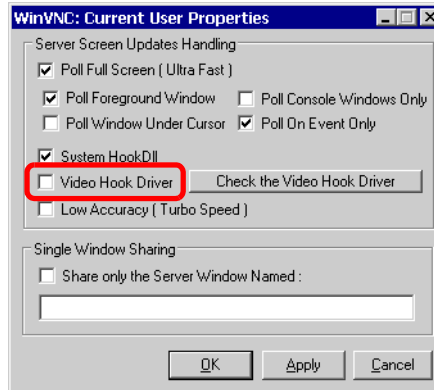 WinVNC: Current User Properties
Server Screen Updates Handling
Poll Full Screen ( Ultra Fast )
Poll Foreground Window Poll Console Windows Only
Poll Window Under Cursor Poll On Event Only
System HookDll
Video Hook Driver Check the Video Hook Driver
Low Accuracy ( Turbo Speed )
Single Window Sharing
Share only the Server Window Named :
OK Apply Cancel